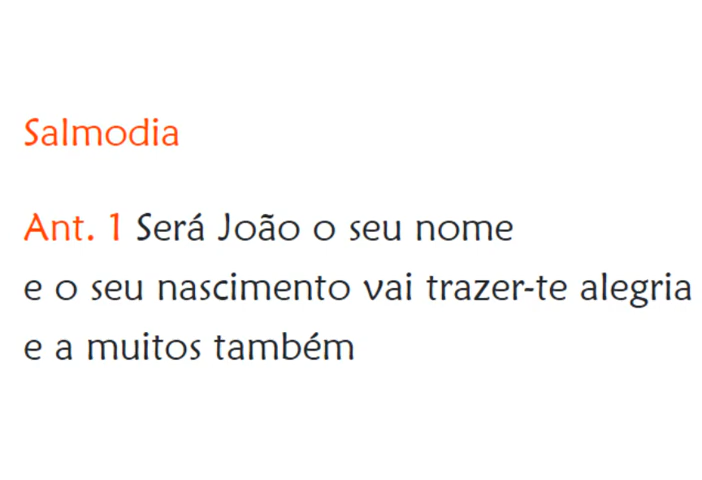 Salmodia
Ant. 1 Será João o seu nome
e o seu nascimento vai trazer-te alegria
e a muitos também